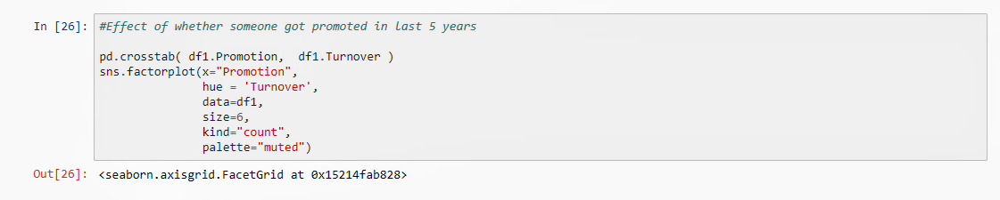 In [26]: #Effect of whether someone got promoted in last 5 years
pd.crosstab( df1.Promotion,  df1.Turnover )
sns.factorplot(x="Promotion",
hue = 'Turnover',
data=df1,
size=6,
kind="count",
palette="muted")
Out[26]: <seaborn.axisgrid.FacetGrid at 0x15214fab828>